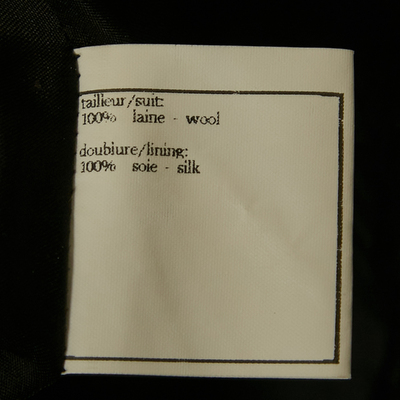 tailleur/suit:
100% laine - wool
doublure/lining:
100% soie - silk